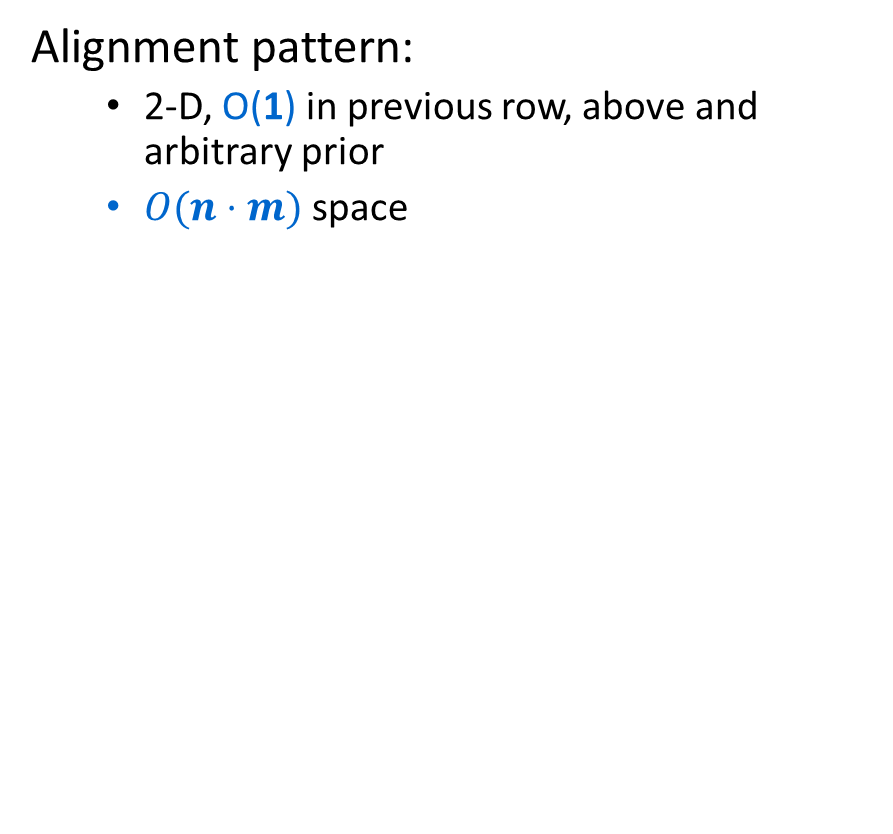 Alignment pattern:
• 2-D, O(1) in previous row, above and
arbitrary prior
• O(n · m) space